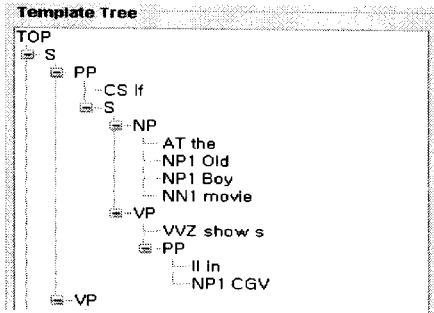 Template Tree
TOP
S
PP
CS If
S
NP
AT the
NP1 Old
NP1 Boy
NN1 movie
VP
VVZ show s
PP
II in
NP1 CGV
VP